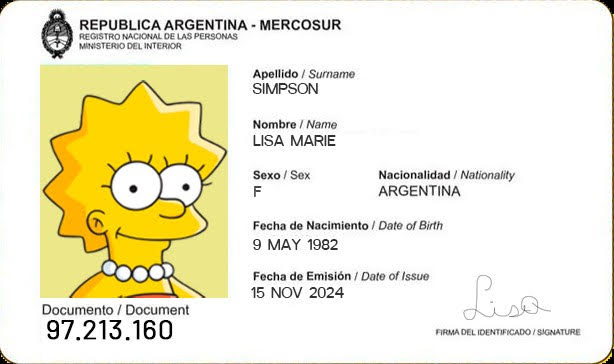 REPUBLICA ARGENTINA - MERCOSUR
REGISTRO NACIONAL DE LAS PERSONAS
MINISTERIO DEL INTERIOR
Apellido / Surname
SIMPSON
Nombre / Name
LISA MARIE
Sexo / Sex
F
Nacionalidad / Nationality
ARGENTINA
Fecha de Nacimiento / Date of Birth
9 MAY 1982
Fecha de Emisión / Date of Issue
15 NOV 2024
Documento / Document
97.213.160
Lisa
FIRMA DEL IDENTIFICADO / SIGNATURE